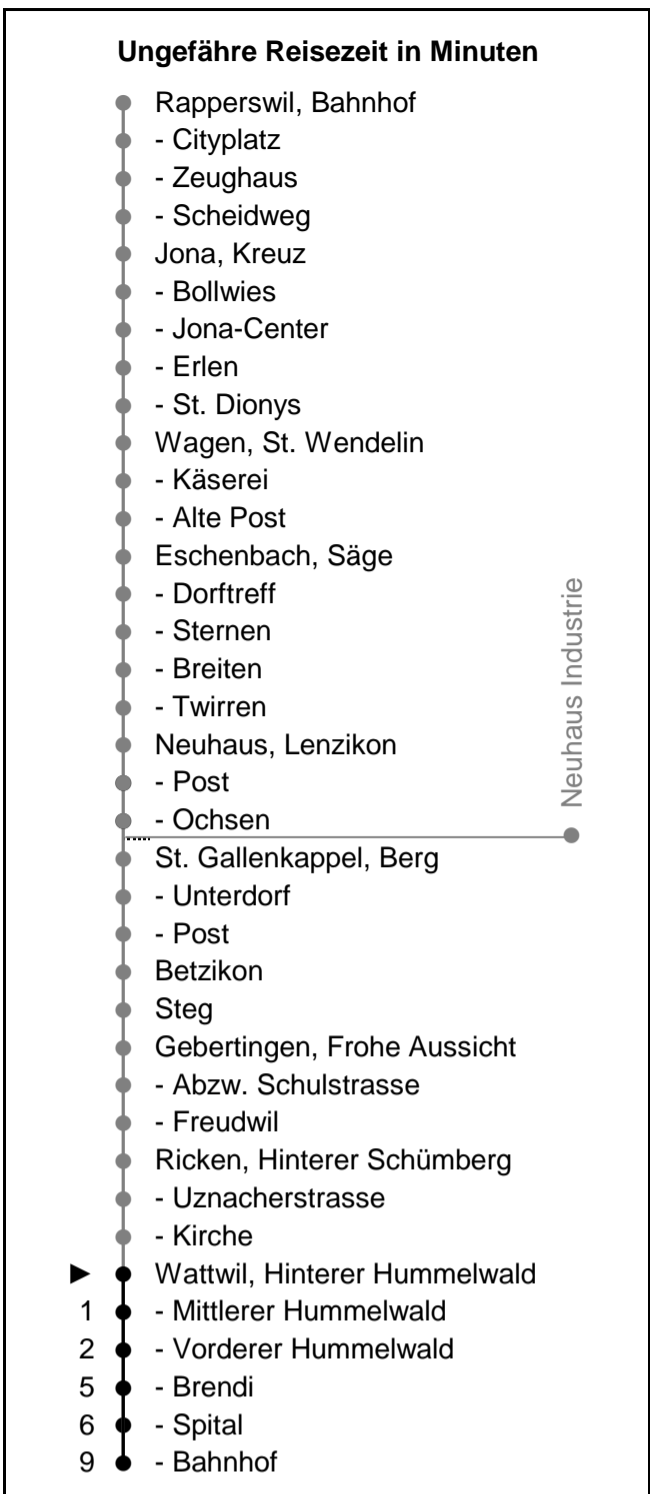 Ungefähre Reisezeit in Minuten
Rapperswil, Bahnhof
- Cityplatz
- Zeughaus
- Scheidweg
Jona, Kreuz
- Bollwies
- Jona-Center
- Erlen
- St. Dionys
Wagen, St. Wendelin
- Käserei
- Alte Post
Eschenbach, Säge
- Dorftreff
- Sternen
- Breiten
- Twirren
Neuhaus, Lenzikon
- Post
- Ochsen
Neuhaus Industrie
St. Gallenkappel, Berg
- Unterdorf
- Post
Betzikon
Steg
Gebertingen, Frohe Aussicht
- Abzw. Schulstrasse
- Freudwil
Ricken, Hinterer Schümberg
- Uznacherstrasse
- Kirche
► Wattwil, Hinterer Hummelwald
1 - Mittlerer Hummelwald
2 - Vorderer Hummelwald
5 - Brendi
6 - Spital
9 - Bahnhof